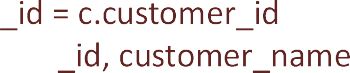 _id = c.customer_id
_id, customer_name